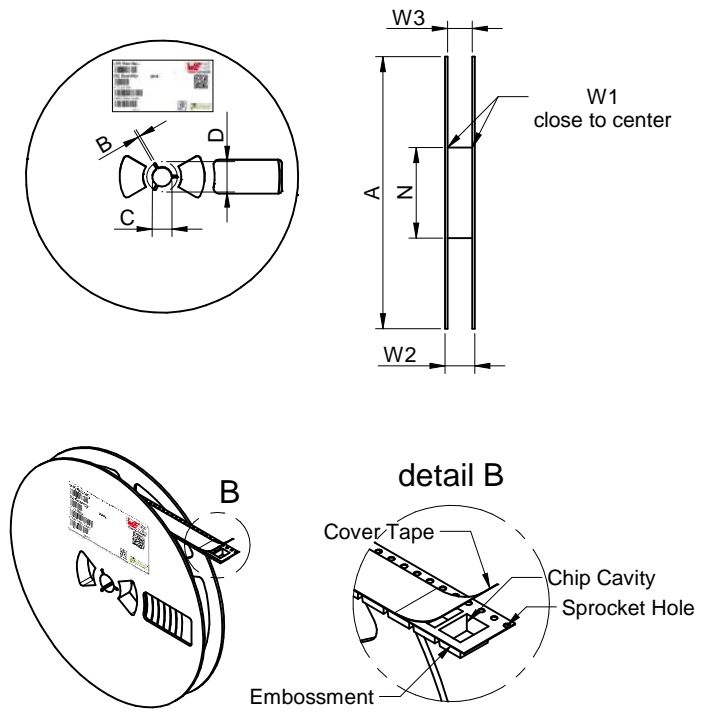 W3
W1
close to center
B
D
C
A
N
W2
B
detail B
Cover Tape
Chip Cavity
Sprocket Hole
Embossment